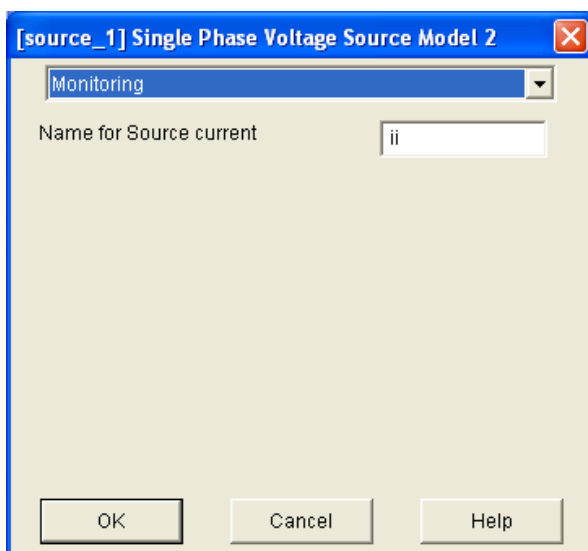 [source_1] Single Phase Voltage Source Model 2
Monitoring
Name for Source current ii
OK Cancel Help